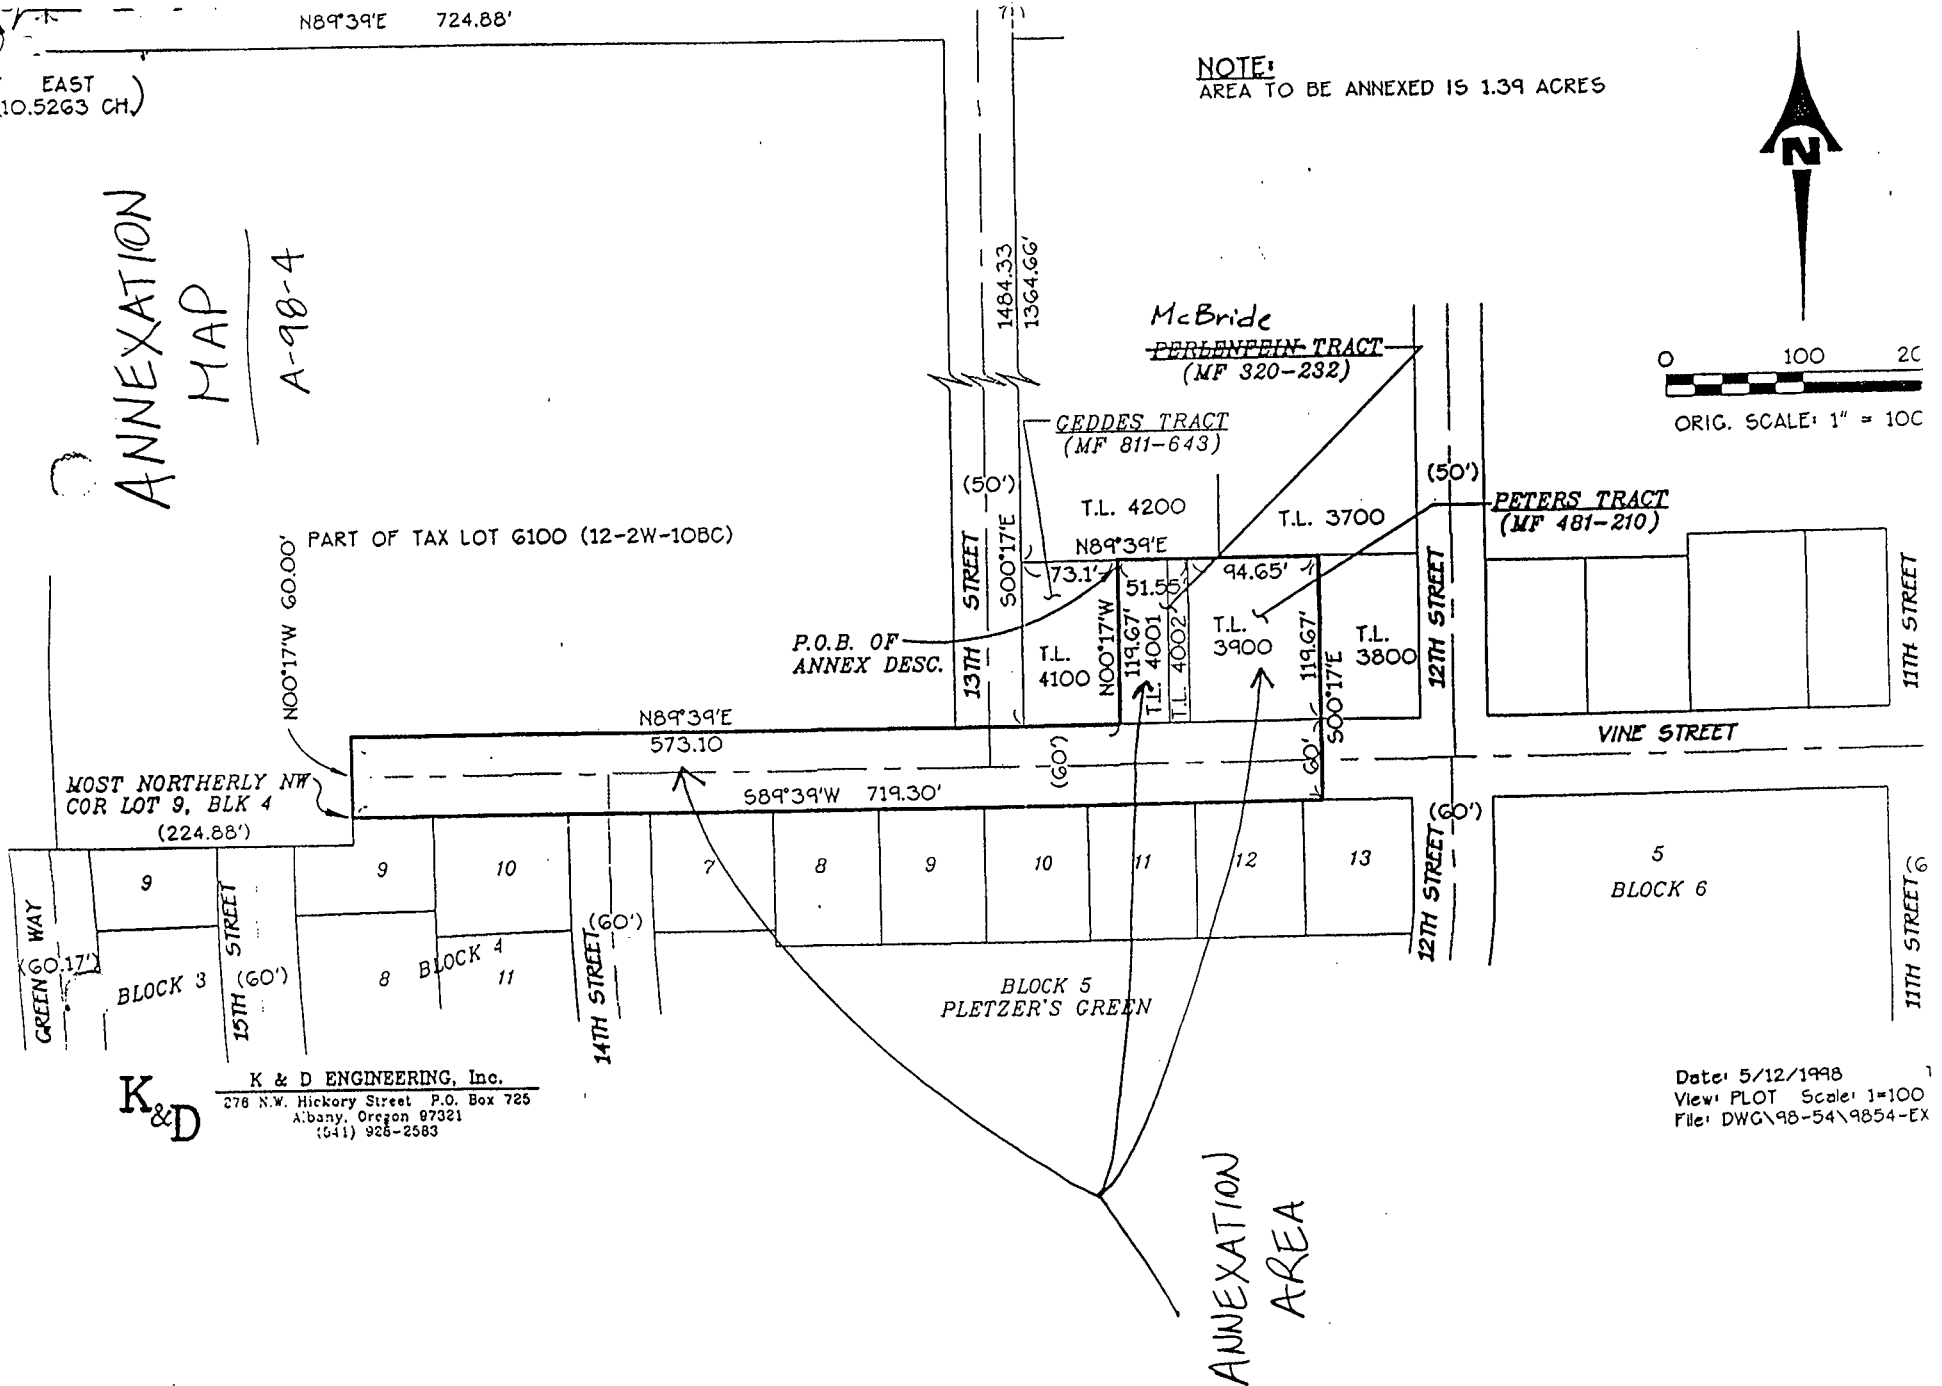 N89°39'E 724.88'
EAST
10.5263 CH.)
NOTE:
AREA TO BE ANNEXED IS 1.39 ACRES
N
ANNEXATION
MAP
A-98-4
1484.33
1364.66'
McBride
PERLENFEIN TRACT
(MF 320-232)
0 100
ORIG. SCALE: 1" = 100
GEDDES TRACT
(MF 811-643)
(50')
(50')
T.L. 4200
T.L. 3700
PETERS TRACT
(MF 481-210)
PART OF TAX LOT 6100 (12-2W-10BC)
N00°17'W 60.00'
N89°39'E
73.1'
51.55'
94.65'
13TH STREET
S00°17'E
P.O.B. OF
ANNEX DESC.
T.L.
4100
N00°17'W
119.67'
T.L. 4001
T.L. 4002
T.L.
3900
119.67'
S00°17'E
T.L.
3800
12TH STREET
11TH STREET
N89°39'E
573.10
(60')
60'
VINE STREET
MOST NORTHERLY NW
COR LOT 9, BLK 4
(224.88')
S89°39'W 719.30'
(60')
9
9
10
7
8
9
10
11
12
13
5
BLOCK 6
12TH STREET
11TH STREET
GREEN WAY
(60.17')
BLOCK 3
15TH STREET
(60')
8
BLOCK 4
11
14TH STREET
(60')
BLOCK 5
PLETZER'S GREEN
K&D
K & D ENGINEERING, Inc.
276 N.W. Hickory Street P.O. Box 725
Albany, Oregon 97321
(541) 928-2583
Date: 5/12/1998
View: PLOT Scale: 1=100
File: DWG\98-54\9854-EX
ANNEXATION
AREA